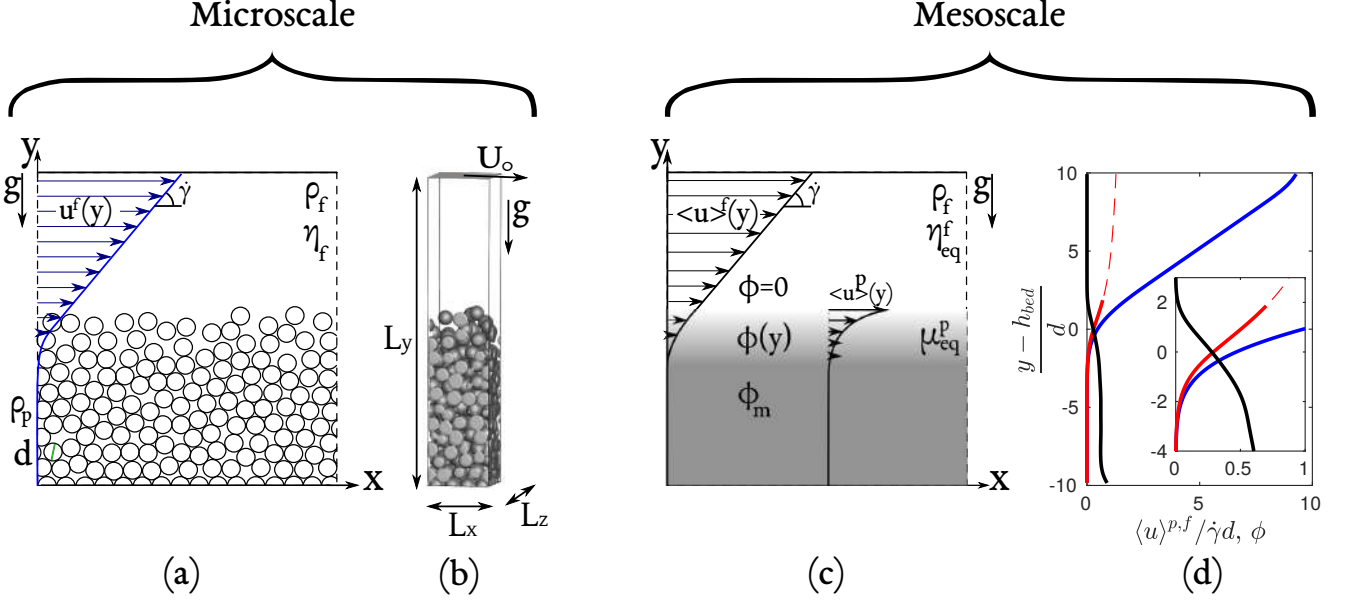 Microscale
Mesoscale
y
g
u^f(y)
γ̇
ρ_f
η_f
ρ_p
d
x
(a)
U_o
g
L_y
L_x
L_z
(b)
y
<u>^f(y)
γ̇
ρ_f
η^f_eq
g
ϕ=0
<u>^p(y)
ϕ(y)
μ^p_eq
ϕ_m
x
(c)
10
5
0
-5
-10
y − h_bed
d
2
0
-2
-4
0 0.5 1
0 5 10
⟨u⟩^{p,f}/γ̇d, ϕ
(d)